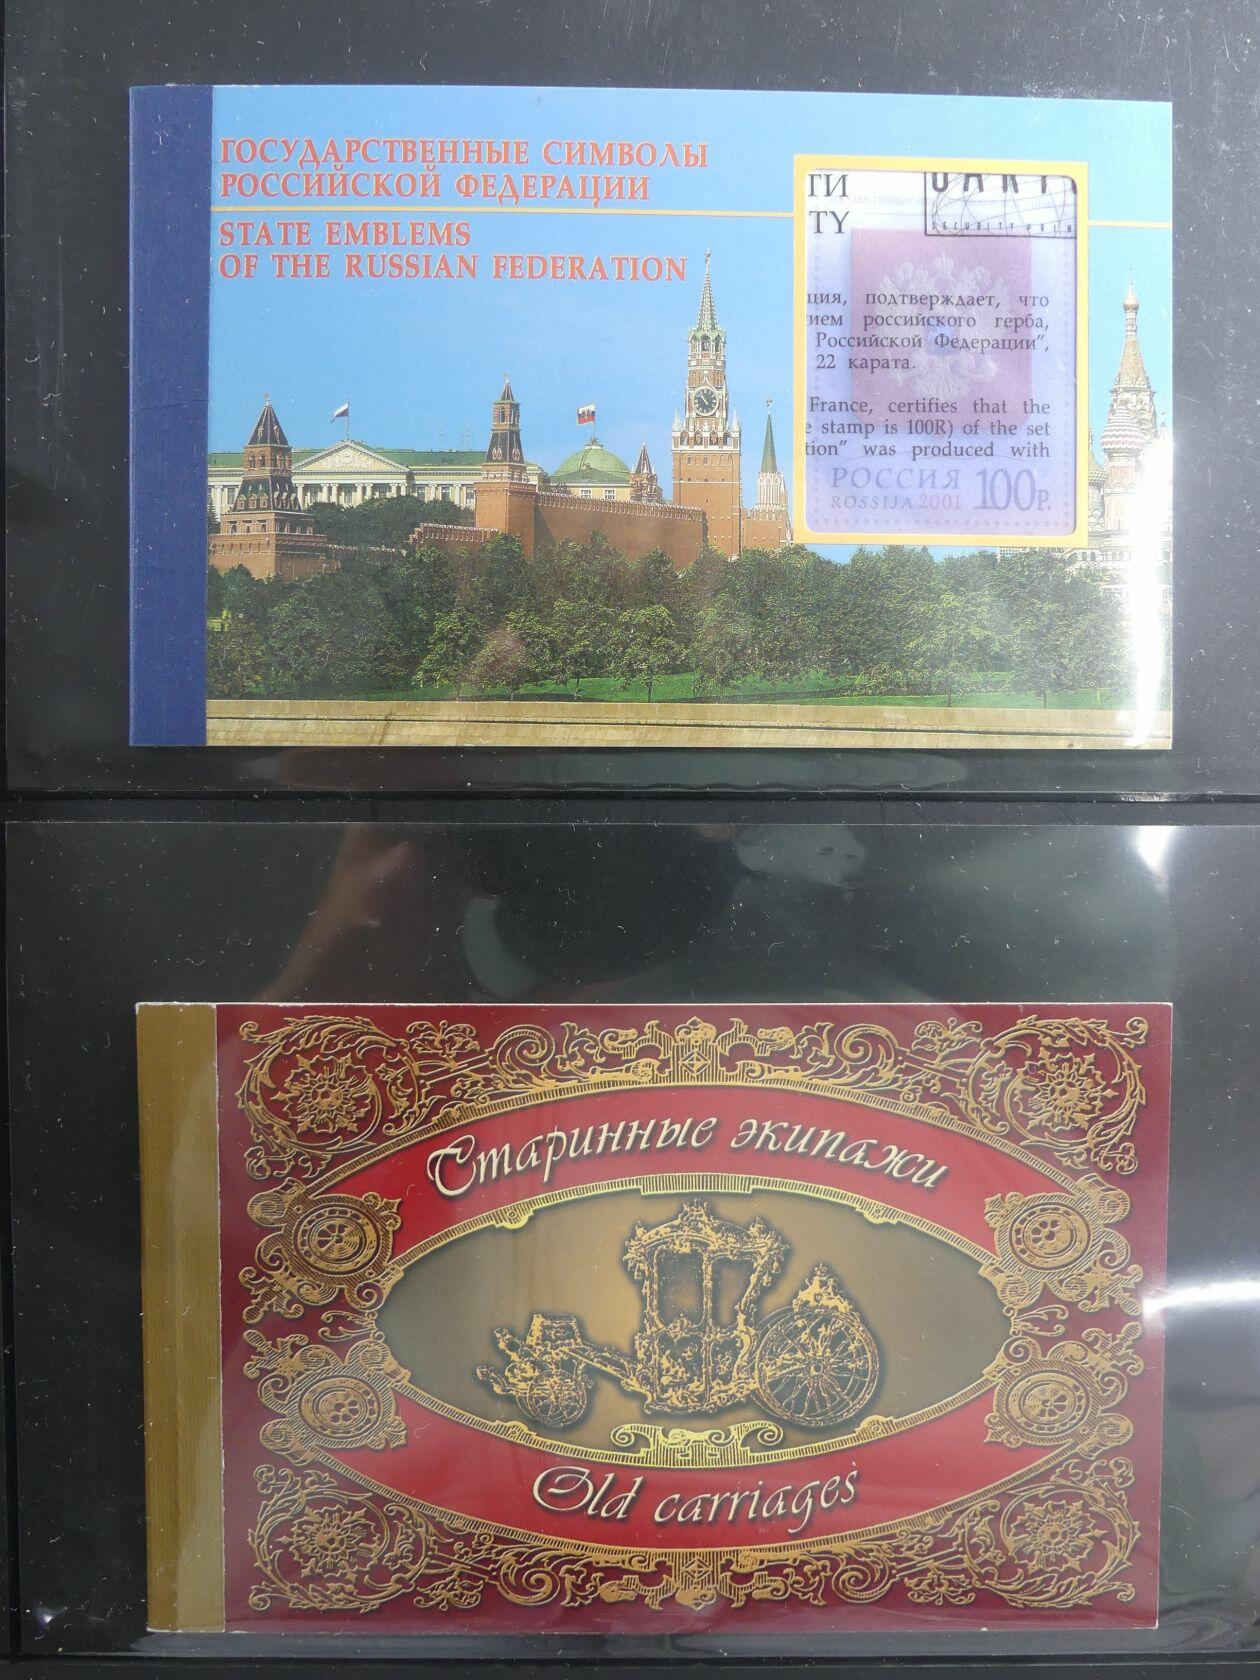 ГОСУДАРСТВЕННЫЕ СИМВОЛЫ
РОССИЙСКОЙ ФЕДЕРАЦИИ
STATE EMBLEMS
OF THE RUSSIAN FEDERATION
ГИ
TY
SECURITY
ция, подтверждает, что
ием российского герба,
Российской Федерации",
22 карата.
France, certifies that the
e stamp is 100R) of the set
tion" was produced with
РОССИЯ
ROSSIJA 2001
100Р.
Старинные экипажи
Old carriages